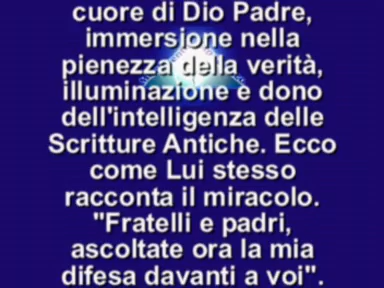 cuore di Dio Padre,
immersione nella
pienezza della verità,
illuminazione e dono
dell'intelligenza delle
Scritture Antiche. Ecco
come Lui stesso
racconta il miracolo.
"Fratelli e padri,
ascoltate ora la mia
difesa davanti a voi".